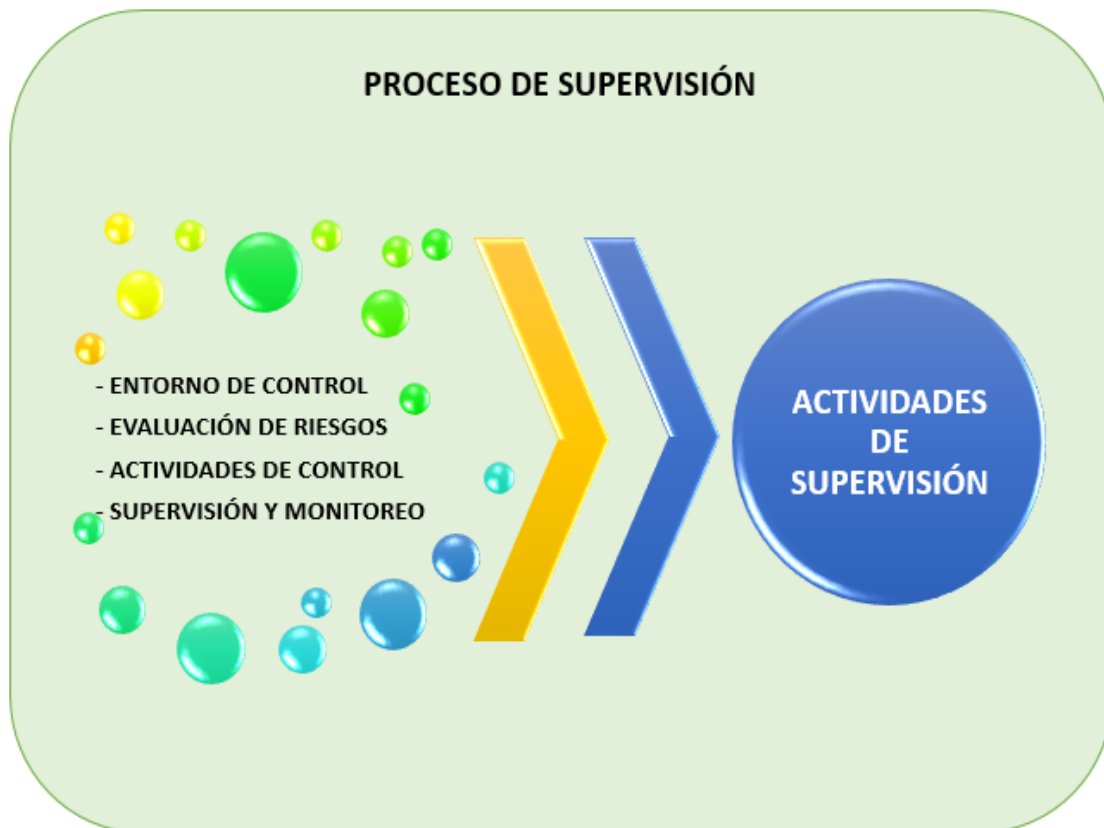 PROCESO DE SUPERVISIÓN
- ENTORNO DE CONTROL
- EVALUACIÓN DE RIESGOS
- ACTIVIDADES DE CONTROL
- SUPERVISIÓN Y MONITOREO
ACTIVIDADES
DE
SUPERVISIÓN